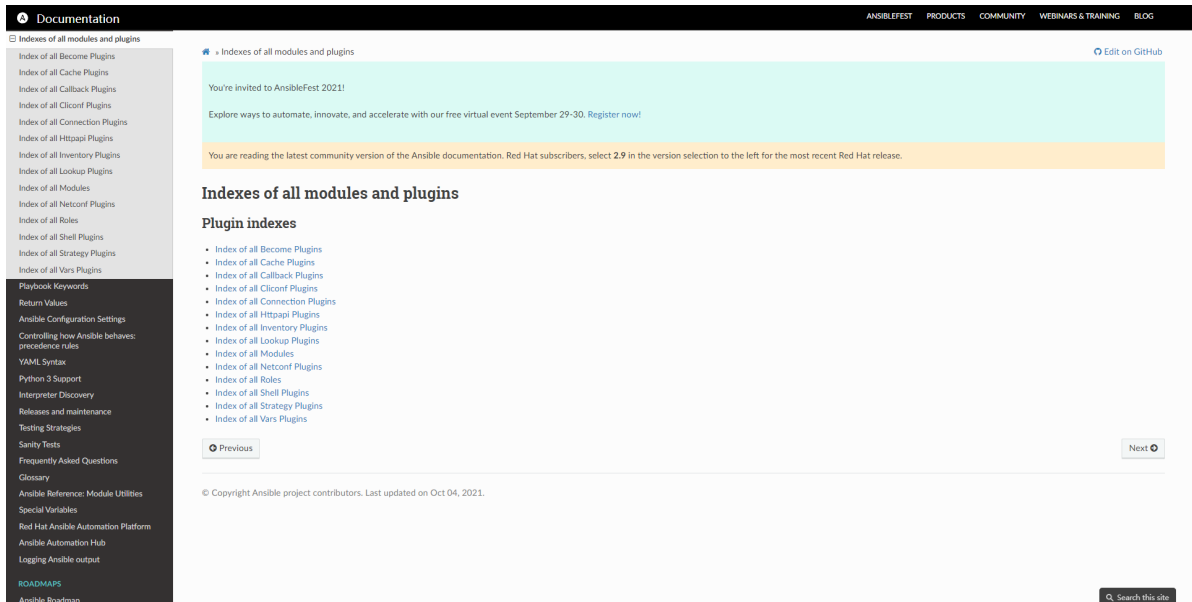 Documentation
ANSIBLEFEST PRODUCTS COMMUNITY WEBINARS & TRAINING BLOG
Indexes of all modules and plugins
Index of all Become Plugins
Index of all Cache Plugins
Index of all Callback Plugins
Index of all Cliconf Plugins
Index of all Connection Plugins
Index of all Httpapi Plugins
Index of all Inventory Plugins
Index of all Lookup Plugins
Index of all Modules
Index of all Netconf Plugins
Index of all Roles
Index of all Shell Plugins
Index of all Strategy Plugins
Index of all Vars Plugins
Playbook Keywords
Return Values
Ansible Configuration Settings
Controlling how Ansible behaves:
precedence rules
YAML Syntax
Python 3 Support
Interpreter Discovery
Releases and maintenance
Testing Strategies
Sanity Tests
Frequently Asked Questions
Glossary
Ansible Reference: Module Utilities
Special Variables
Red Hat Ansible Automation Platform
Ansible Automation Hub
Logging Ansible output
ROADMAPS
Ansible Roadmap
» Indexes of all modules and plugins
Edit on GitHub
You're invited to AnsibleFest 2021!
Explore ways to automate, innovate, and accelerate with our free virtual event September 29-30. Register now!
You are reading the latest community version of the Ansible documentation. Red Hat subscribers, select 2.9 in the version selection to the left for the most recent Red Hat release.
Indexes of all modules and plugins
Plugin indexes
• Index of all Become Plugins
• Index of all Cache Plugins
• Index of all Callback Plugins
• Index of all Cliconf Plugins
• Index of all Connection Plugins
• Index of all Httpapi Plugins
• Index of all Inventory Plugins
• Index of all Lookup Plugins
• Index of all Modules
• Index of all Netconf Plugins
• Index of all Roles
• Index of all Shell Plugins
• Index of all Strategy Plugins
• Index of all Vars Plugins
Previous
Next
© Copyright Ansible project contributors. Last updated on Oct 04, 2021.
Search this site